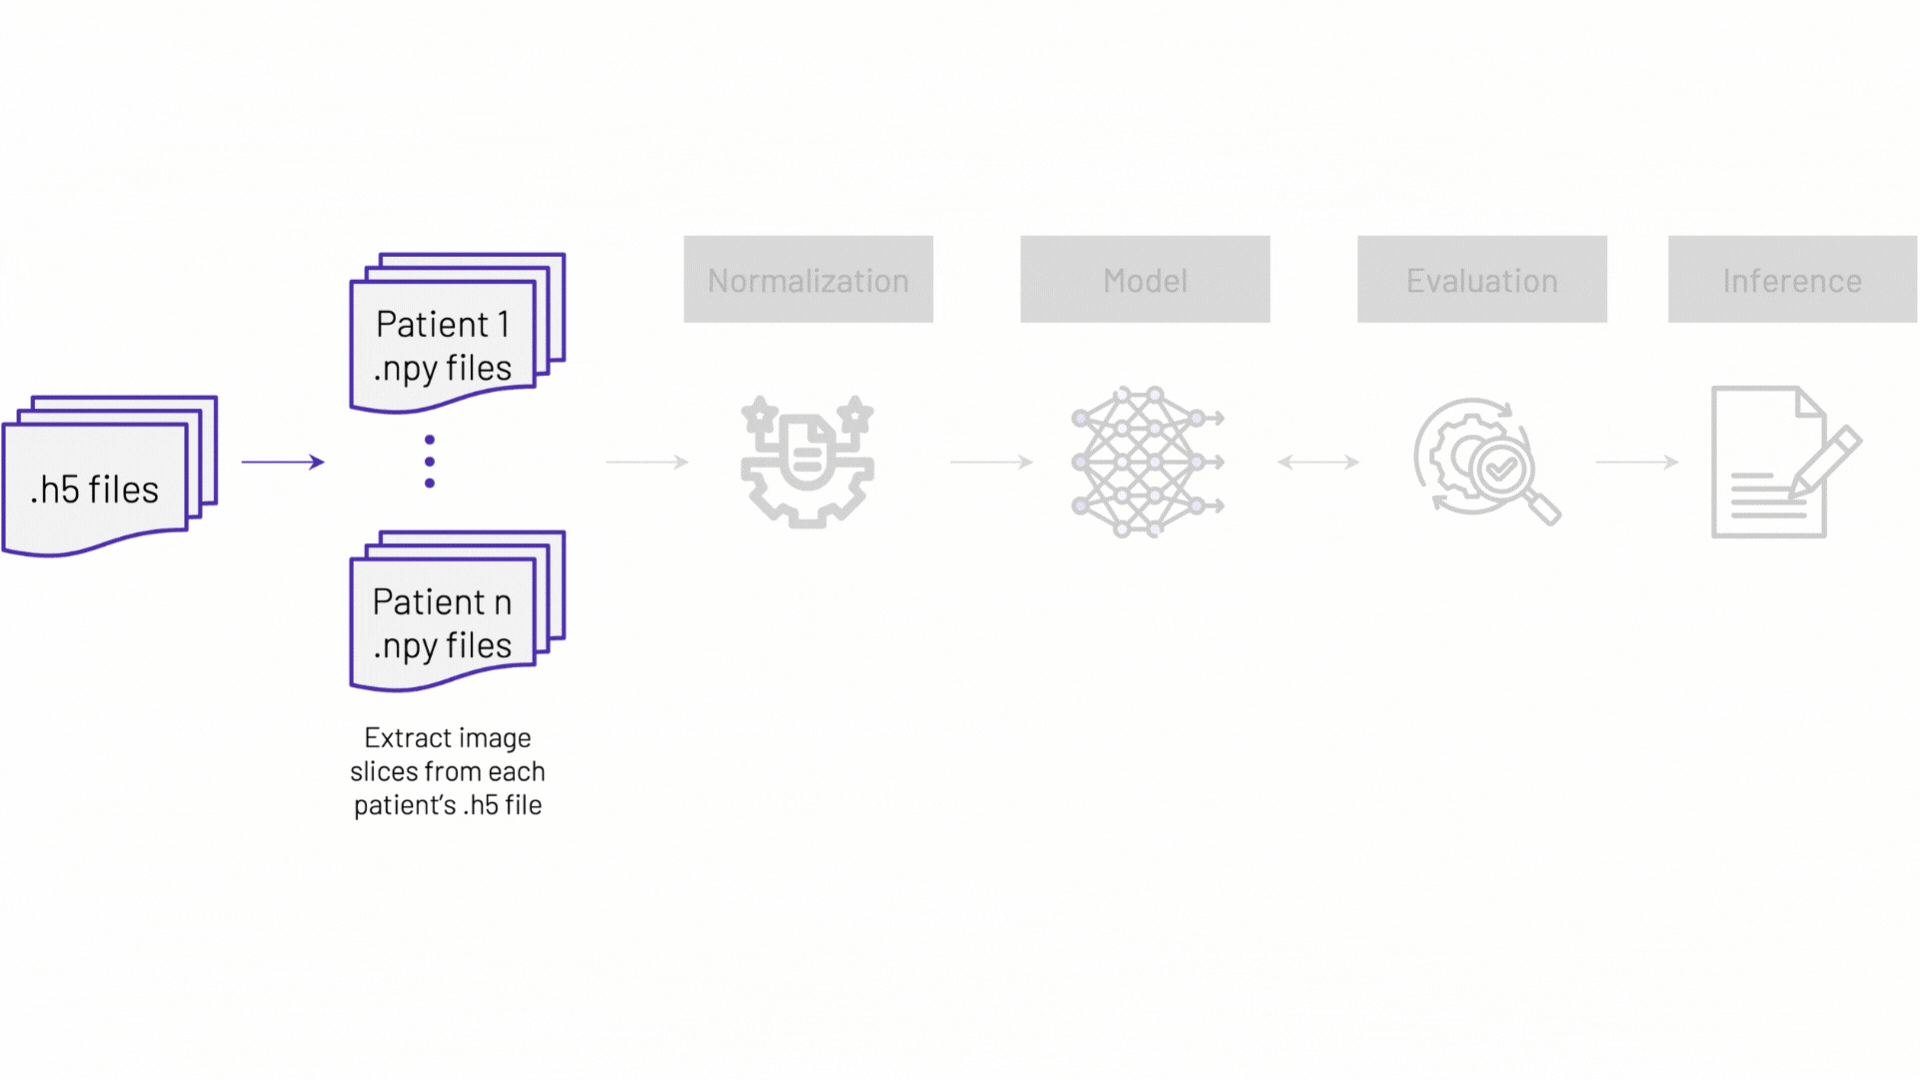 .h5 files
Patient 1
.npy files
Patient n
.npy files
Extract image
slices from each
patient's .h5 file
Normalization
Model
Evaluation
Inference